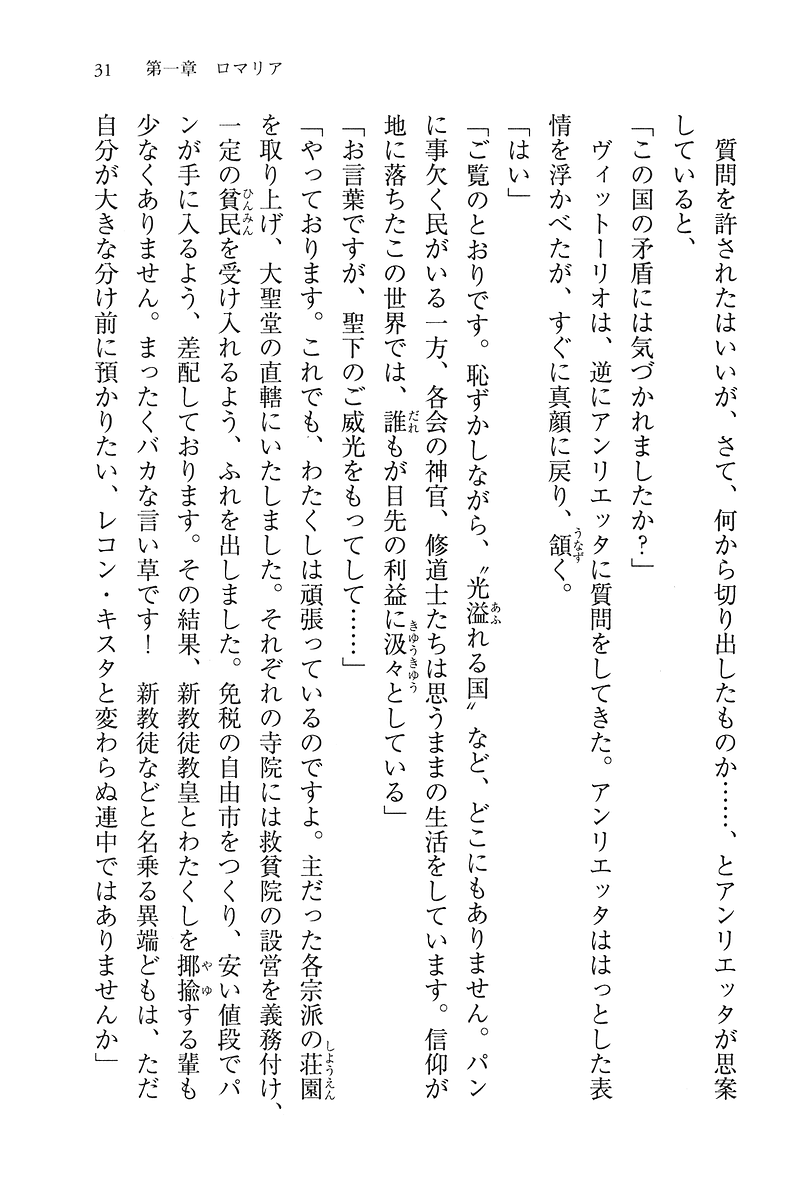 31　第一章　ロマリア
　質問を許されたはいいが、さて、何から切り出したものか……、とアンリエッタが思案
していると、
「この国の矛盾には気づかれましたか？」
　ヴィットーリオは、逆にアンリエッタに質問をしてきた。アンリエッタははっとした表
情を浮かべたが、すぐに真顔に戻り、頷く。
「はい」
「ご覧のとおりです。恥ずかしながら、〝光溢れる国〟など、どこにもありません。パン
に事欠く民がいる一方、各会の神官、修道士たちは思うままの生活をしています。信仰が
地に落ちたこの世界では、誰もが目先の利益に汲々としている」
「お言葉ですが、聖下のご威光をもってして……」
「やっております。これでも、わたくしは頑張っているのですよ。主だった各宗派の荘園
を取り上げ、大聖堂の直轄にいたしました。それぞれの寺院には救貧院の設営を義務付け、
一定の貧民を受け入れるよう、ふれを出しました。免税の自由市をつくり、安い値段でパ
ンが手に入るよう、差配しております。その結果、新教徒教皇とわたくしを揶揄する輩も
少なくありません。まったくバカな言い草です！　新教徒などと名乗る異端どもは、ただ
自分が大きな分け前に預かりたい、レコン・キスタと変わらぬ連中ではありませんか」